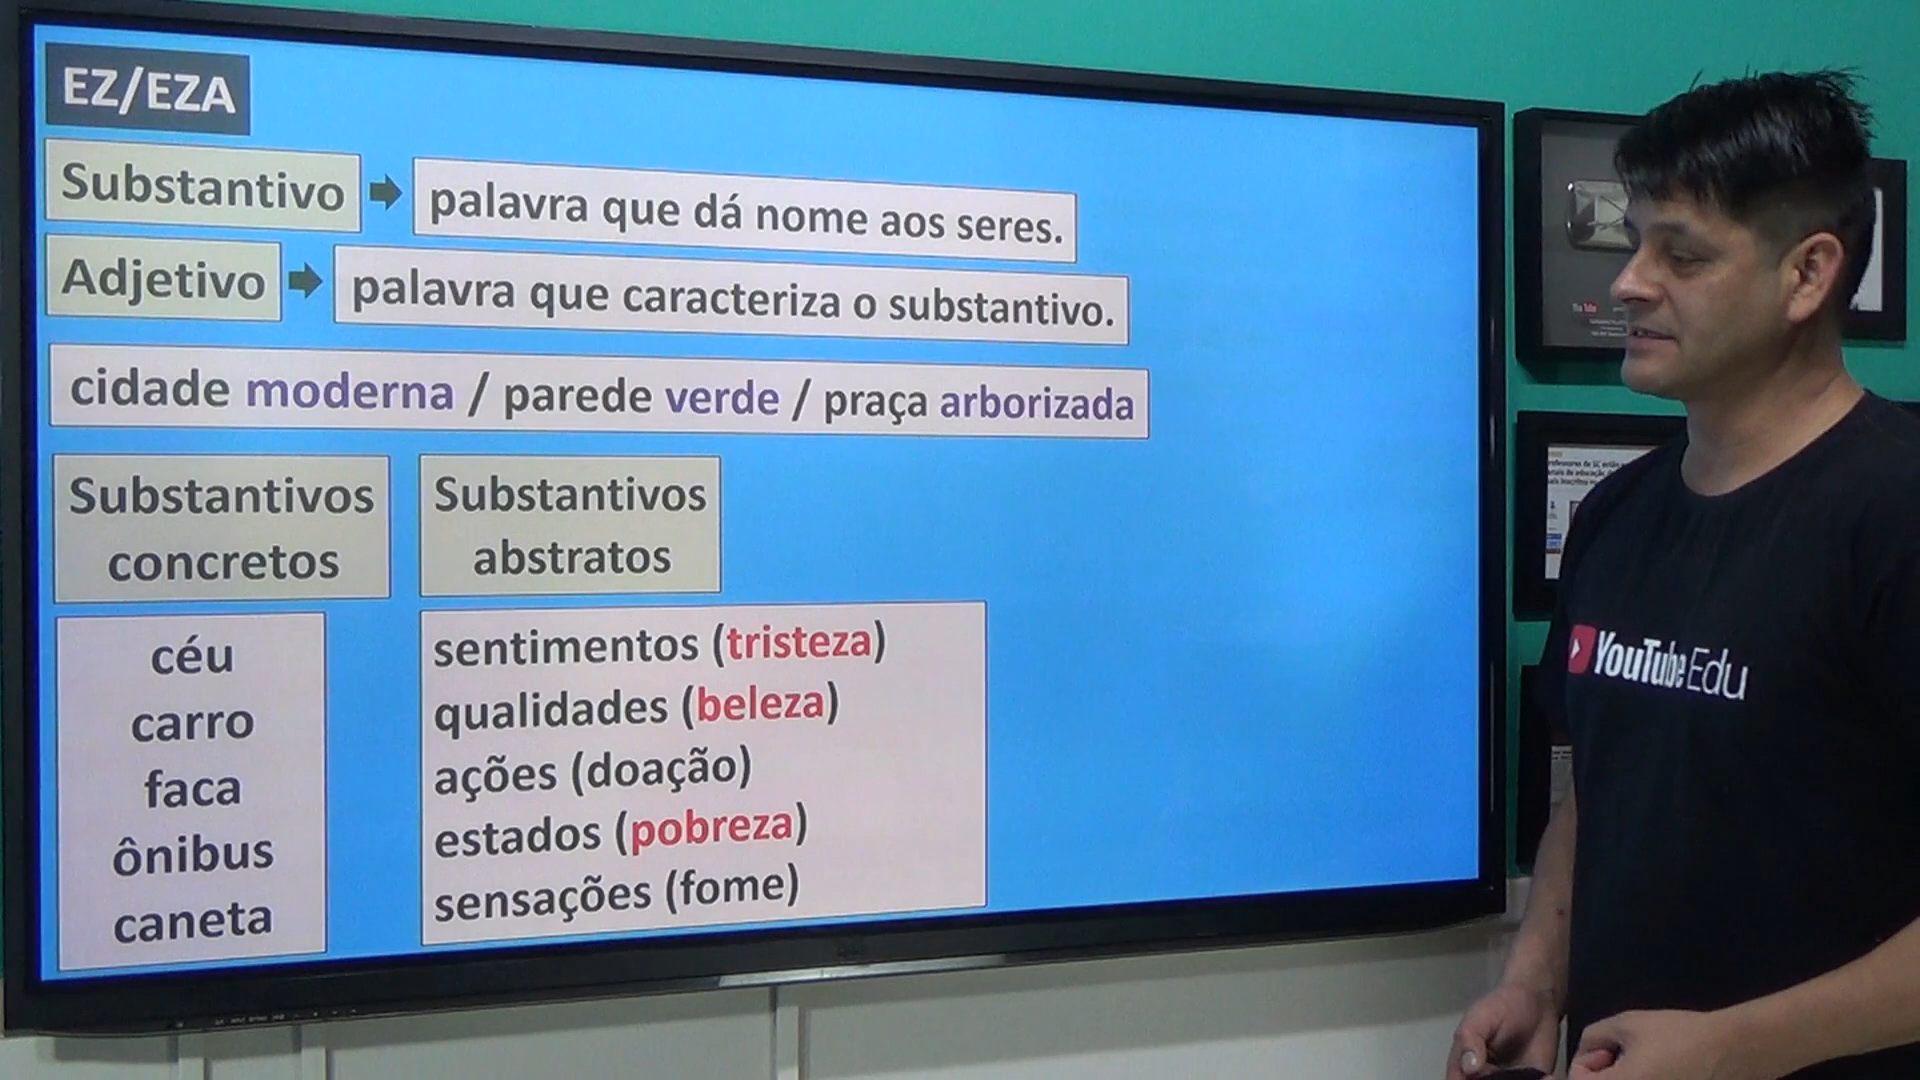 EZ/EZA
Substantivo
palavra que dá nome aos seres.
Adjetivo
palavra que caracteriza o substantivo.
cidade moderna / parede verde / praça arborizada
Substantivos
concretos
Substantivos
abstratos
céu
carro
faca
ônibus
caneta
sentimentos (tristeza)
qualidades (beleza)
ações (doação)
estados (pobreza)
sensações (fome)
YouTube Edu